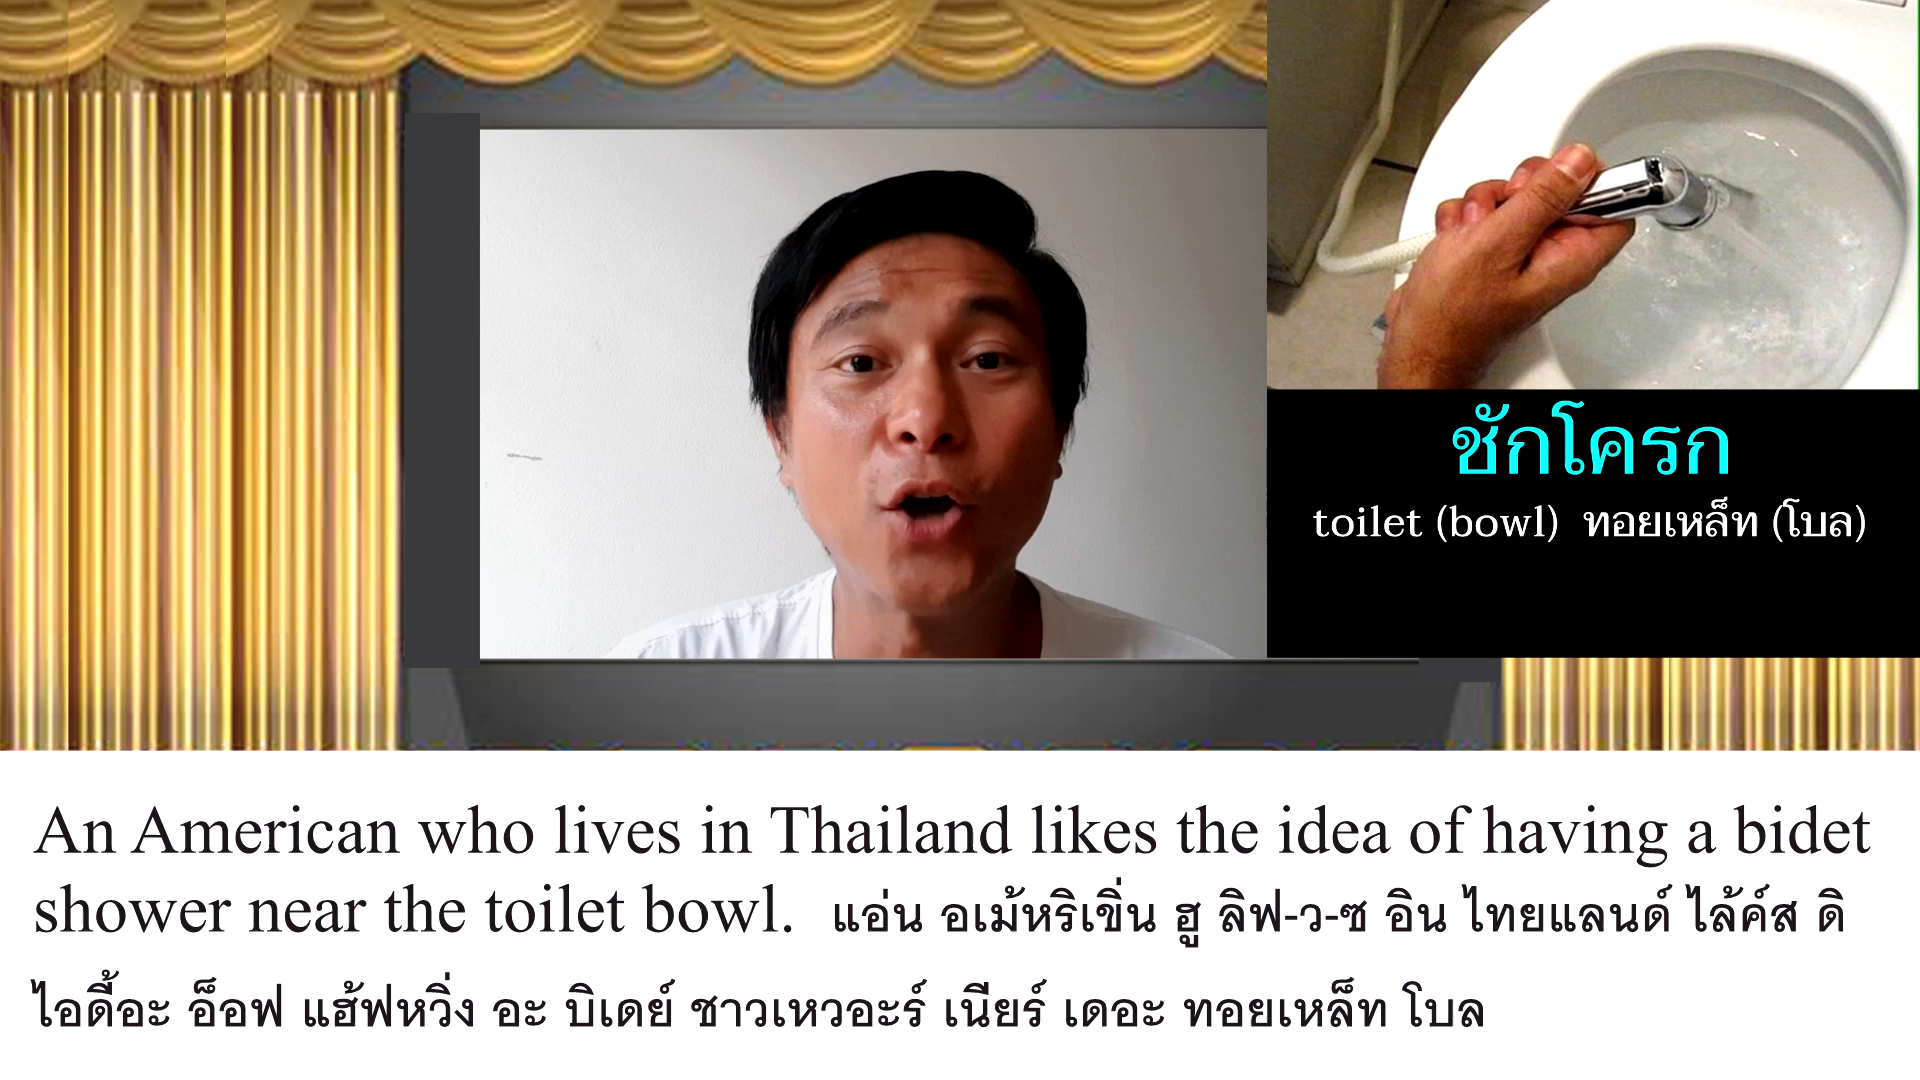 ชักโครก
toilet (bowl) ทอยเหล็ท (โบล)
An American who lives in Thailand likes the idea of having a bidet
shower near the toilet bowl. แอ่น อเม้หริเขิ่น ฮู ลิฟ-ว-ซ อิน ไทยแลนด์ ไล้ค์ส ดิ
ไอดี้อะ อ็อฟ แฮ้ฟหวิ่ง อะ บิเดย์ ชาวเหวอะร์ เนียร์ เดอะ ทอยเหล็ท โบล